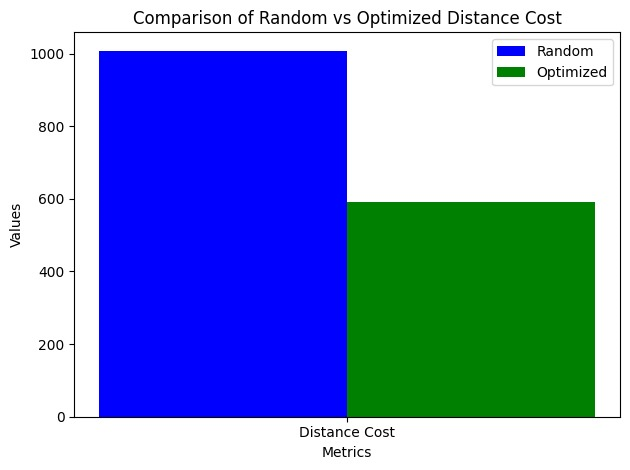 Comparison of Random vs Optimized Distance Cost
Random
Optimized
1000
800
600
400
200
0
Values
Distance Cost
Metrics